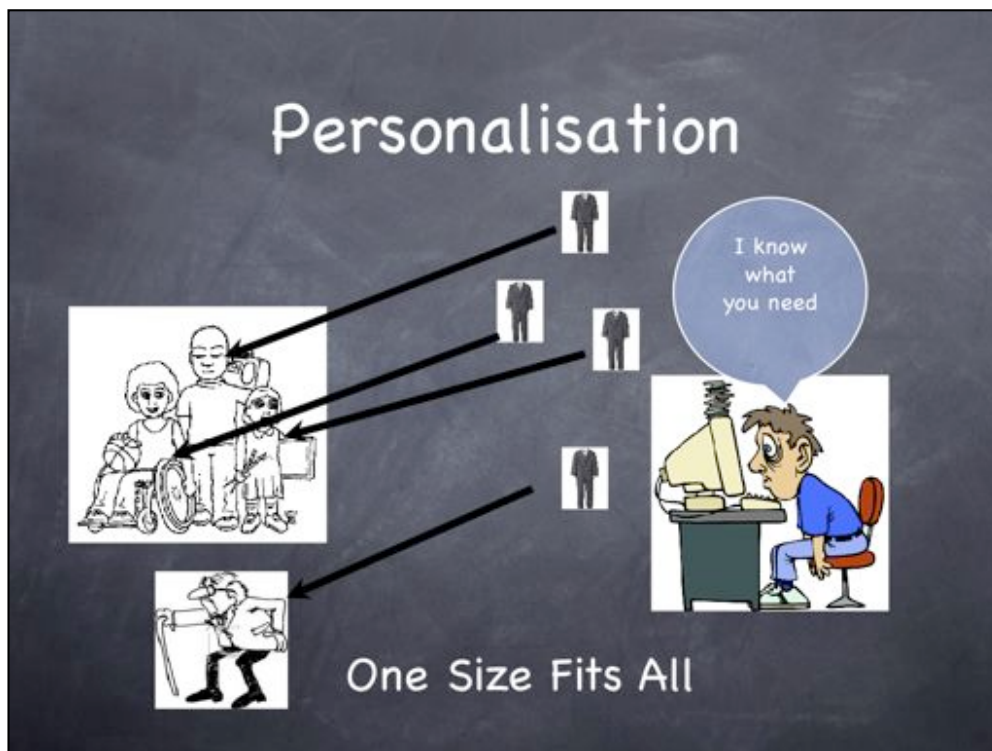 Personalisation
I know
what
you need
One Size Fits All